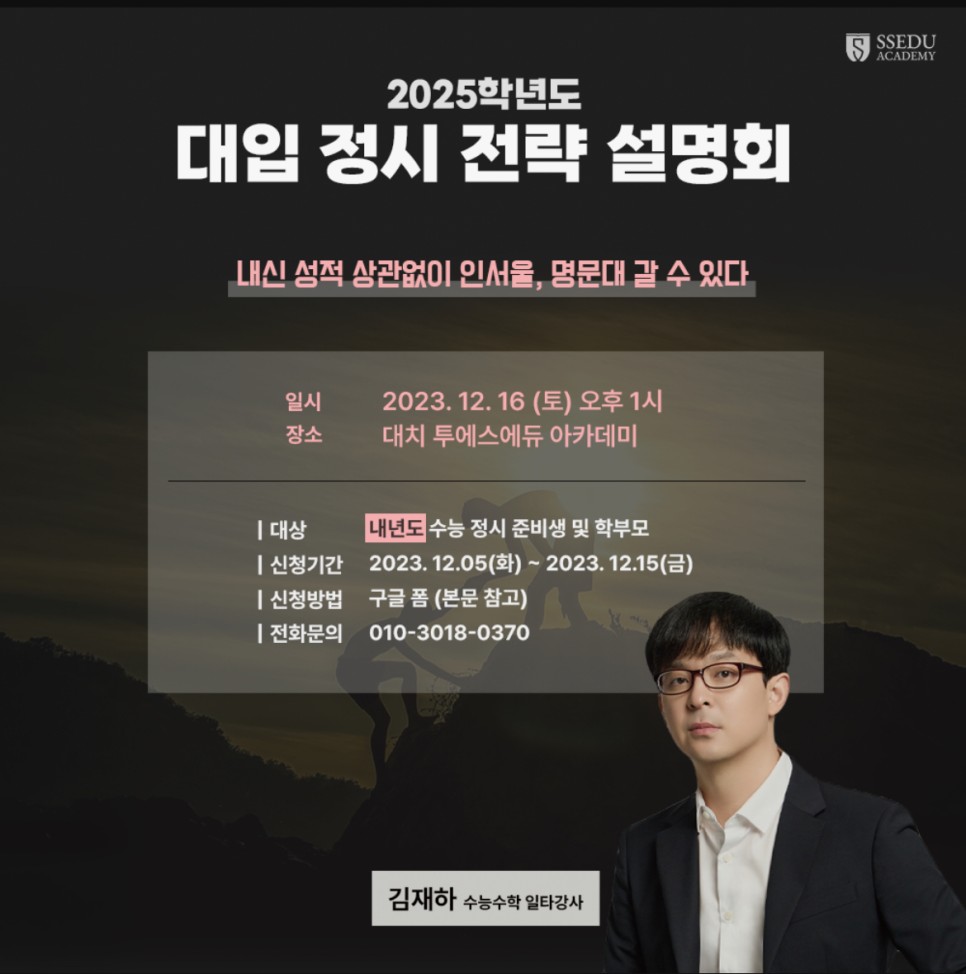 SSEDU
ACADEMY
2025학년도
대입 정시 전략 설명회
내신 성적 상관없이 인서울, 명문대 갈 수 있다
일시 2023. 12. 16 (토) 오후 1시
장소 대치 투에스에듀 아카데미
| 대상 내년도 수능 정시 준비생 및 학부모
| 신청기간 2023. 12.05(화) ~ 2023. 12.15(금)
| 신청방법 구글 폼 (본문 참고)
| 전화문의 010-3018-0370
김재하 수능수학 일타강사